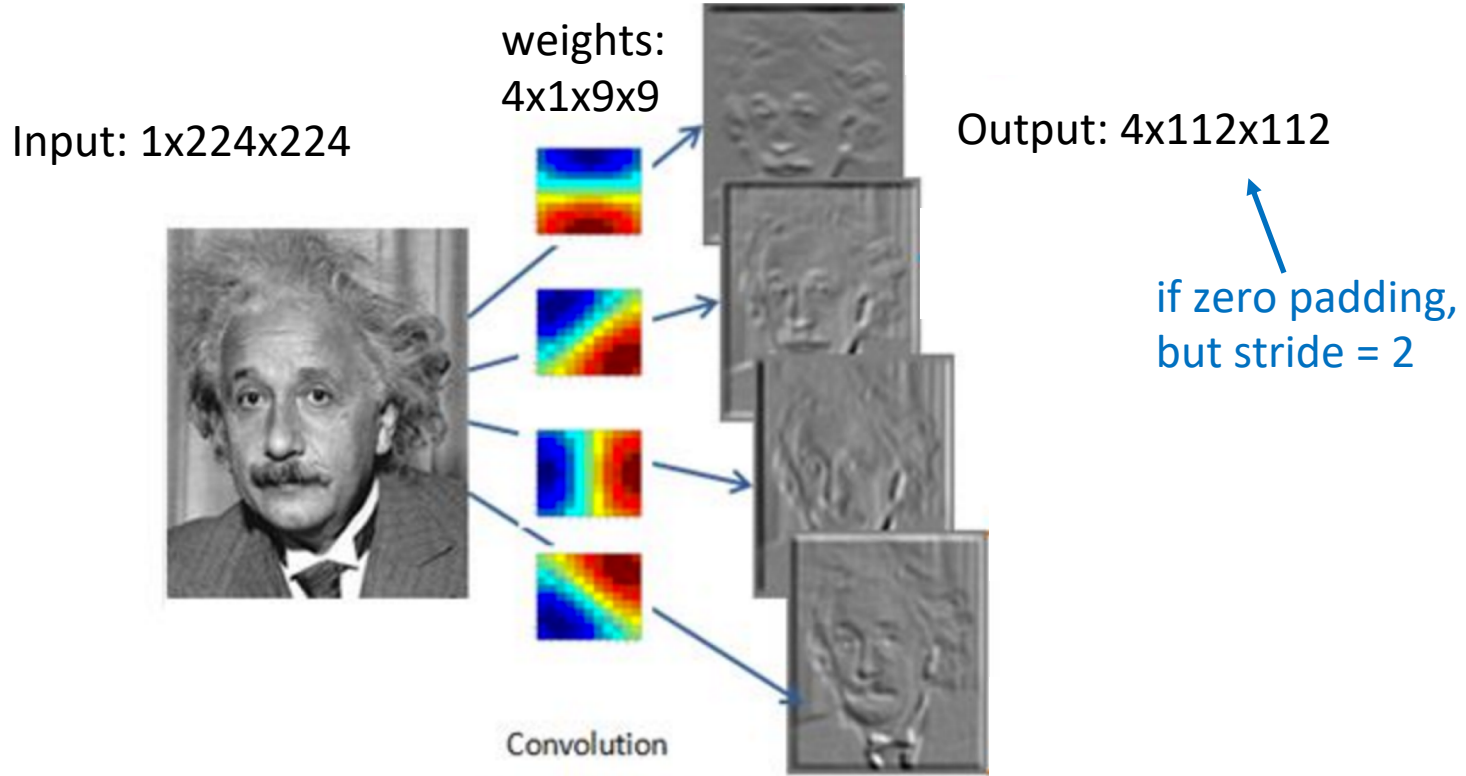 Input: 1x224x224
weights:
4x1x9x9
Output: 4x112x112
if zero padding,
but stride = 2
Convolution